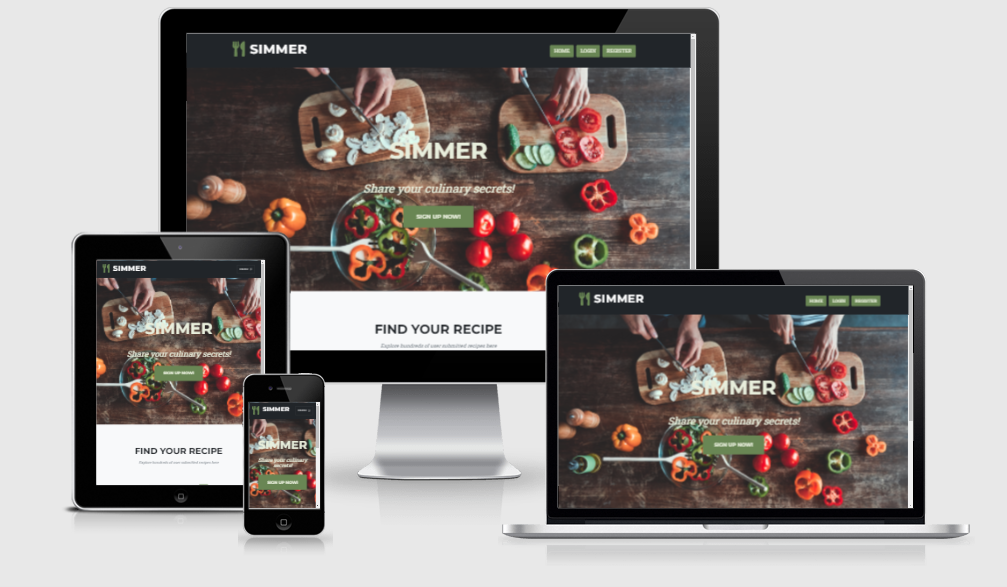 SIMMER
HOME LOGIN REGISTER
SIMMER
Share your culinary secrets!
SIGN UP NOW!
FIND YOUR RECIPE
Explore hundreds of user-submitted recipes here
SIMMER
SIMMER
Share your culinary secrets!
SIGN UP NOW!
FIND YOUR RECIPE
Explore hundreds of user-submitted recipes here
SIMMER
SIMMER
Share your culinary
secrets!
SIGN UP NOW!
SIMMER
HOME LOGIN REGISTER
SIMMER
Share your culinary secrets!
SIGN UP NOW!